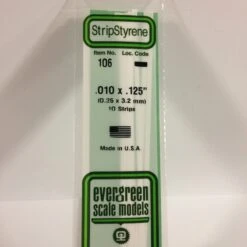 StripStyrene
Item No. Loc. Code
106
.010 x .125"
(0.25 x 3.2 mm)
10 Strips
Made in U.S.A.
evergreen
scale models